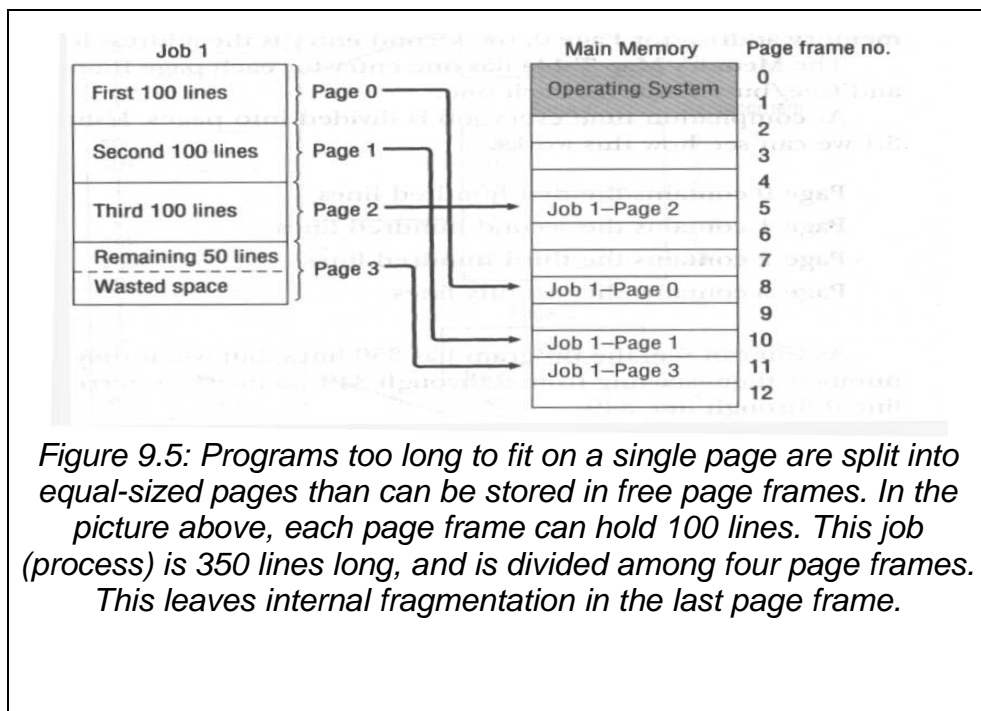 Job 1
Main Memory
Page frame no.
First 100 lines
Page 0
Operating System
0
1
Second 100 lines
Page 1
2
3
Third 100 lines
Page 2
4
Job 1–Page 2
5
6
Remaining 50 lines
Page 3
7
Wasted space
Job 1–Page 0
8
9
Job 1–Page 1
10
Job 1–Page 3
11
12
Figure 9.5: Programs too long to fit on a single page are split into
equal-sized pages than can be stored in free page frames. In the
picture above, each page frame can hold 100 lines. This job
(process) is 350 lines long, and is divided among four page frames.
This leaves internal fragmentation in the last page frame.